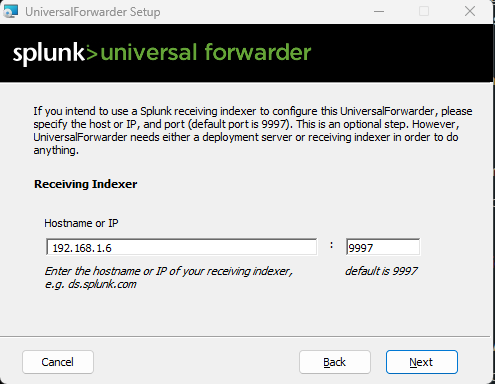 UniversalForwarder Setup
splunk> universal forwarder
If you intend to use a Splunk receiving indexer to configure this UniversalForwarder, please
specify the host or IP, and port (default port is 9997). This is an optional step. However,
UniversalForwarder needs either a deployment server or receiving indexer in order to do
anything.
Receiving Indexer
Hostname or IP
192.168.1.6 : 9997
Enter the hostname or IP of your receiving indexer, default is 9997
e.g. ds.splunk.com
Cancel Back Next